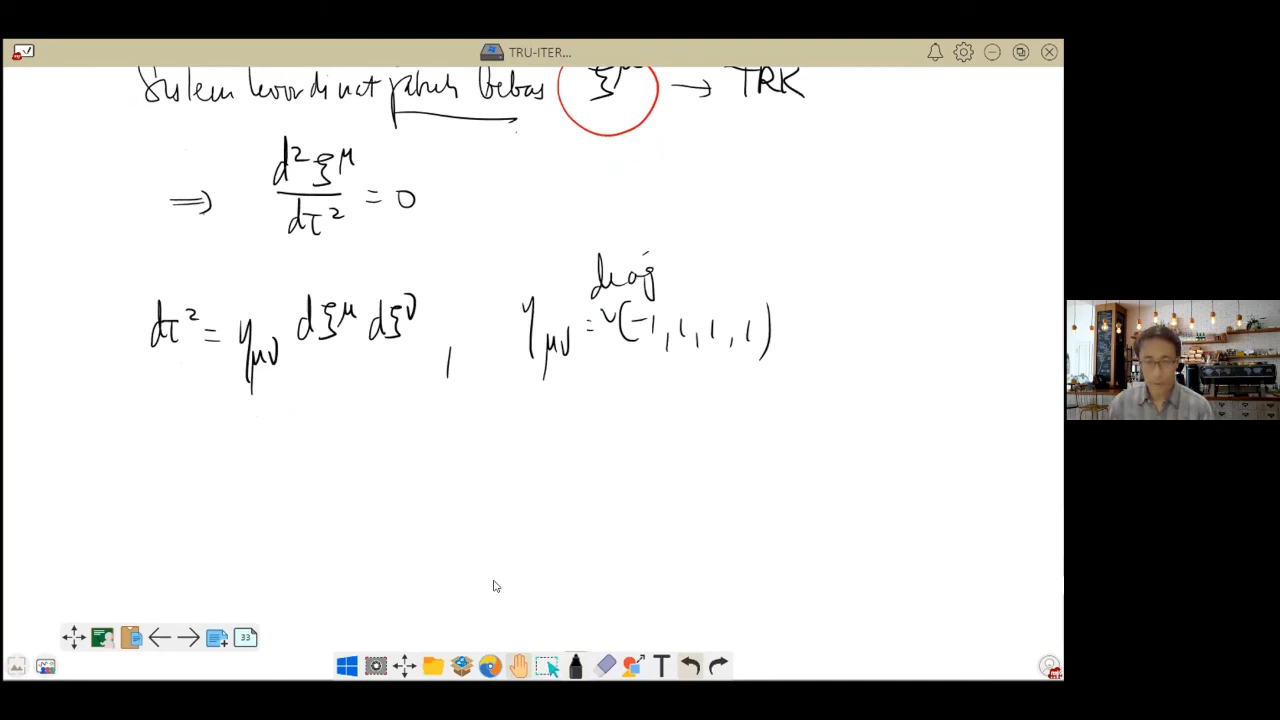 TRU-ITER...
Sistem koordinat jatuh bebas ξ^μ → TRK
⇒ d²ξ^μ/dτ² = 0
dτ² = η_μν dξ^μ dξ^ν , η_μν = diag (-1, 1, 1, 1)
33